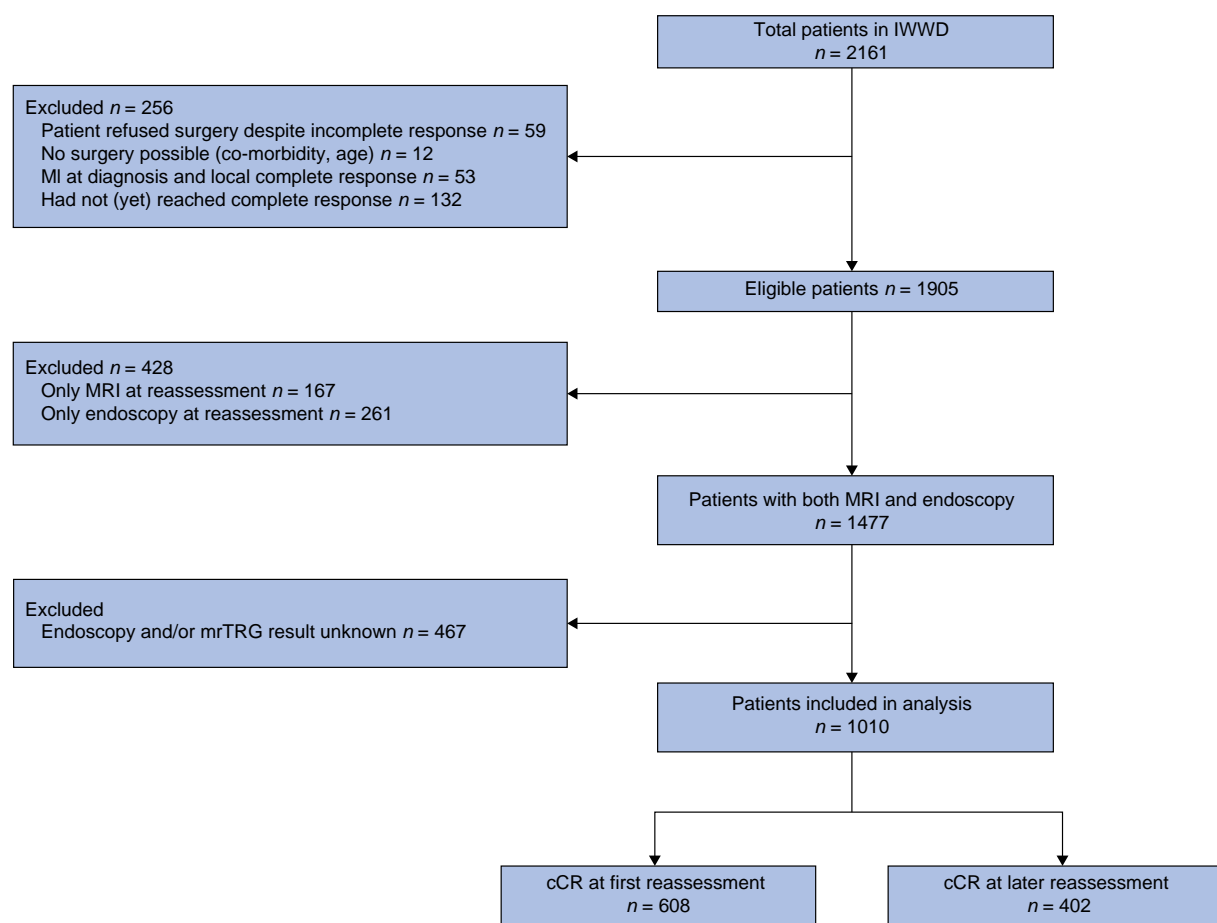 Total patients in IWWD
n = 2161
Excluded n = 256
Patient refused surgery despite incomplete response n = 59
No surgery possible (co-morbidity, age) n = 12
MI at diagnosis and local complete response n = 53
Had not (yet) reached complete response n = 132
Eligible patients n = 1905
Excluded n = 428
Only MRI at reassessment n = 167
Only endoscopy at reassessment n = 261
Patients with both MRI and endoscopy
n = 1477
Excluded
Endoscopy and/or mrTRG result unknown n = 467
Patients included in analysis
n = 1010
cCR at first reassessment
n = 608
cCR at later reassessment
n = 402